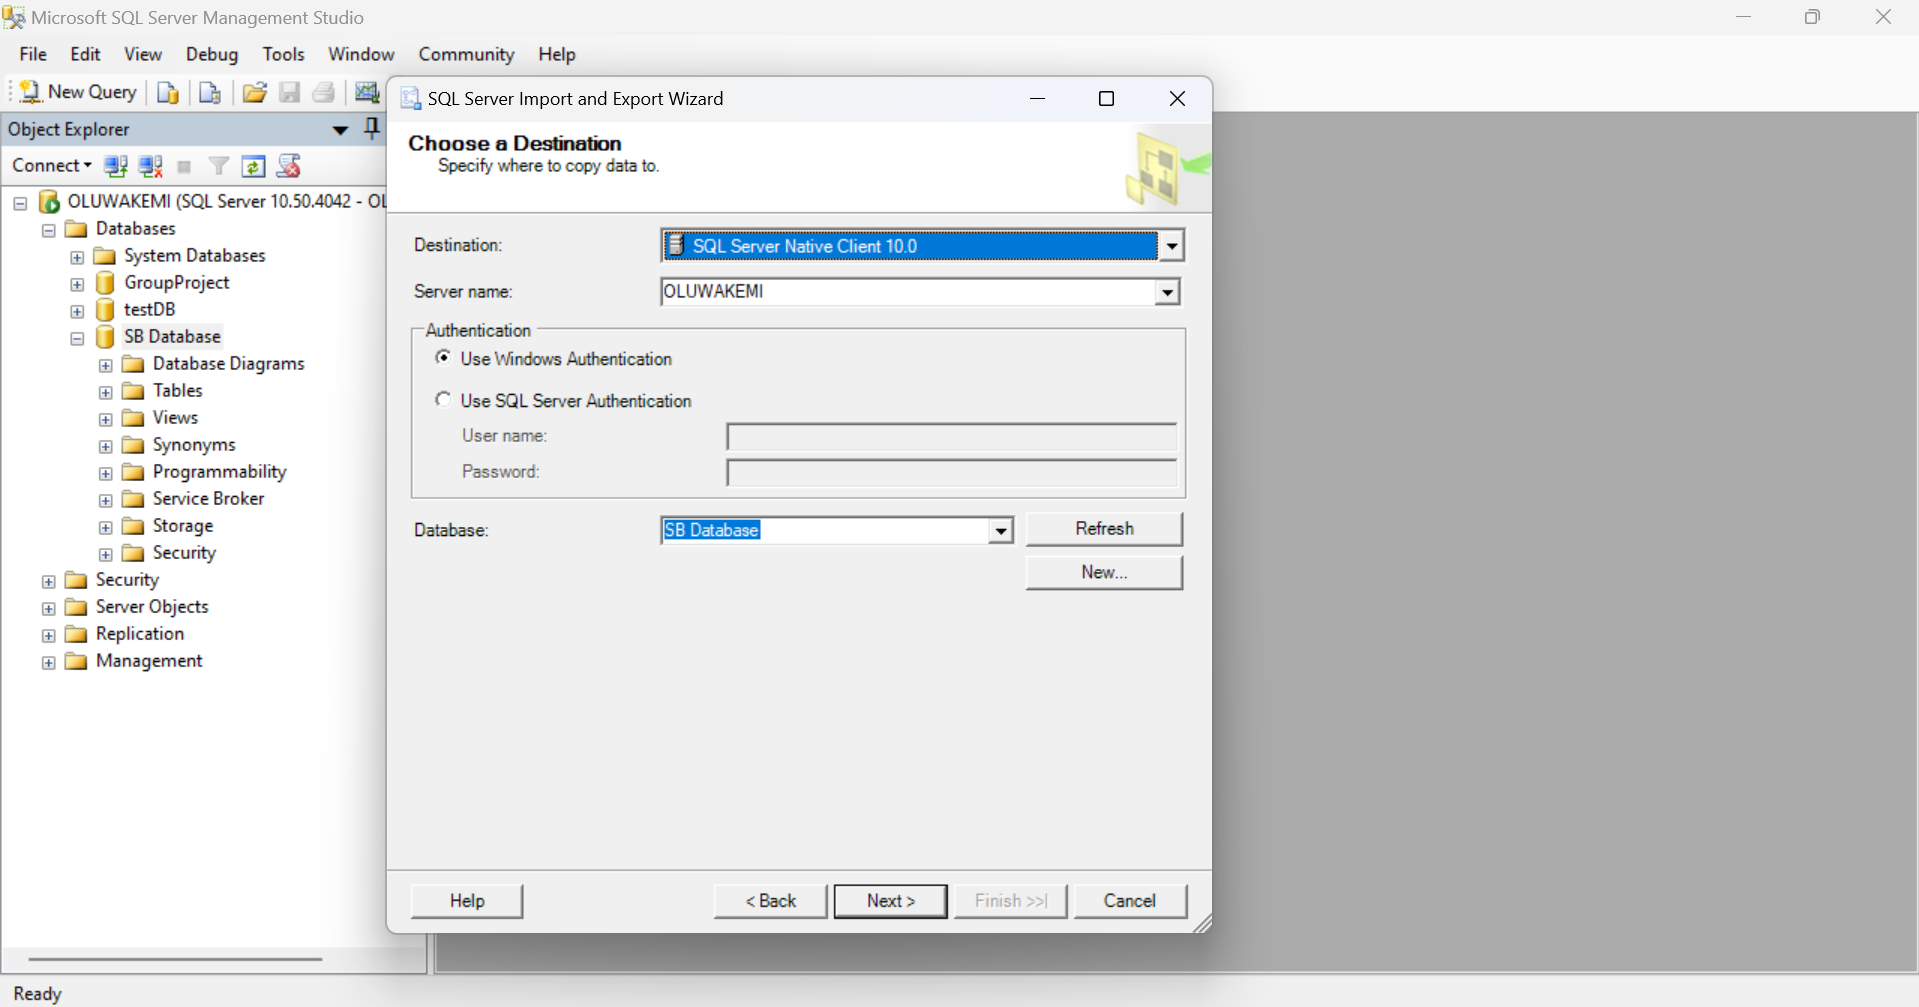 Microsoft SQL Server Management Studio
File Edit View Debug Tools Window Community Help
New Query
Object Explorer
Connect
OLUWAKEMI (SQL Server 10.50.4042 - OL
Databases
System Databases
GroupProject
testDB
SB Database
Database Diagrams
Tables
Views
Synonyms
Programmability
Service Broker
Storage
Security
Security
Server Objects
Replication
Management
SQL Server Import and Export Wizard
Choose a Destination
Specify where to copy data to.
Destination: SQL Server Native Client 10.0
Server name: OLUWAKEMI
Authentication
Use Windows Authentication
Use SQL Server Authentication
User name:
Password:
Database: SB Database Refresh
New...
Help < Back Next > Finish >>| Cancel
Ready